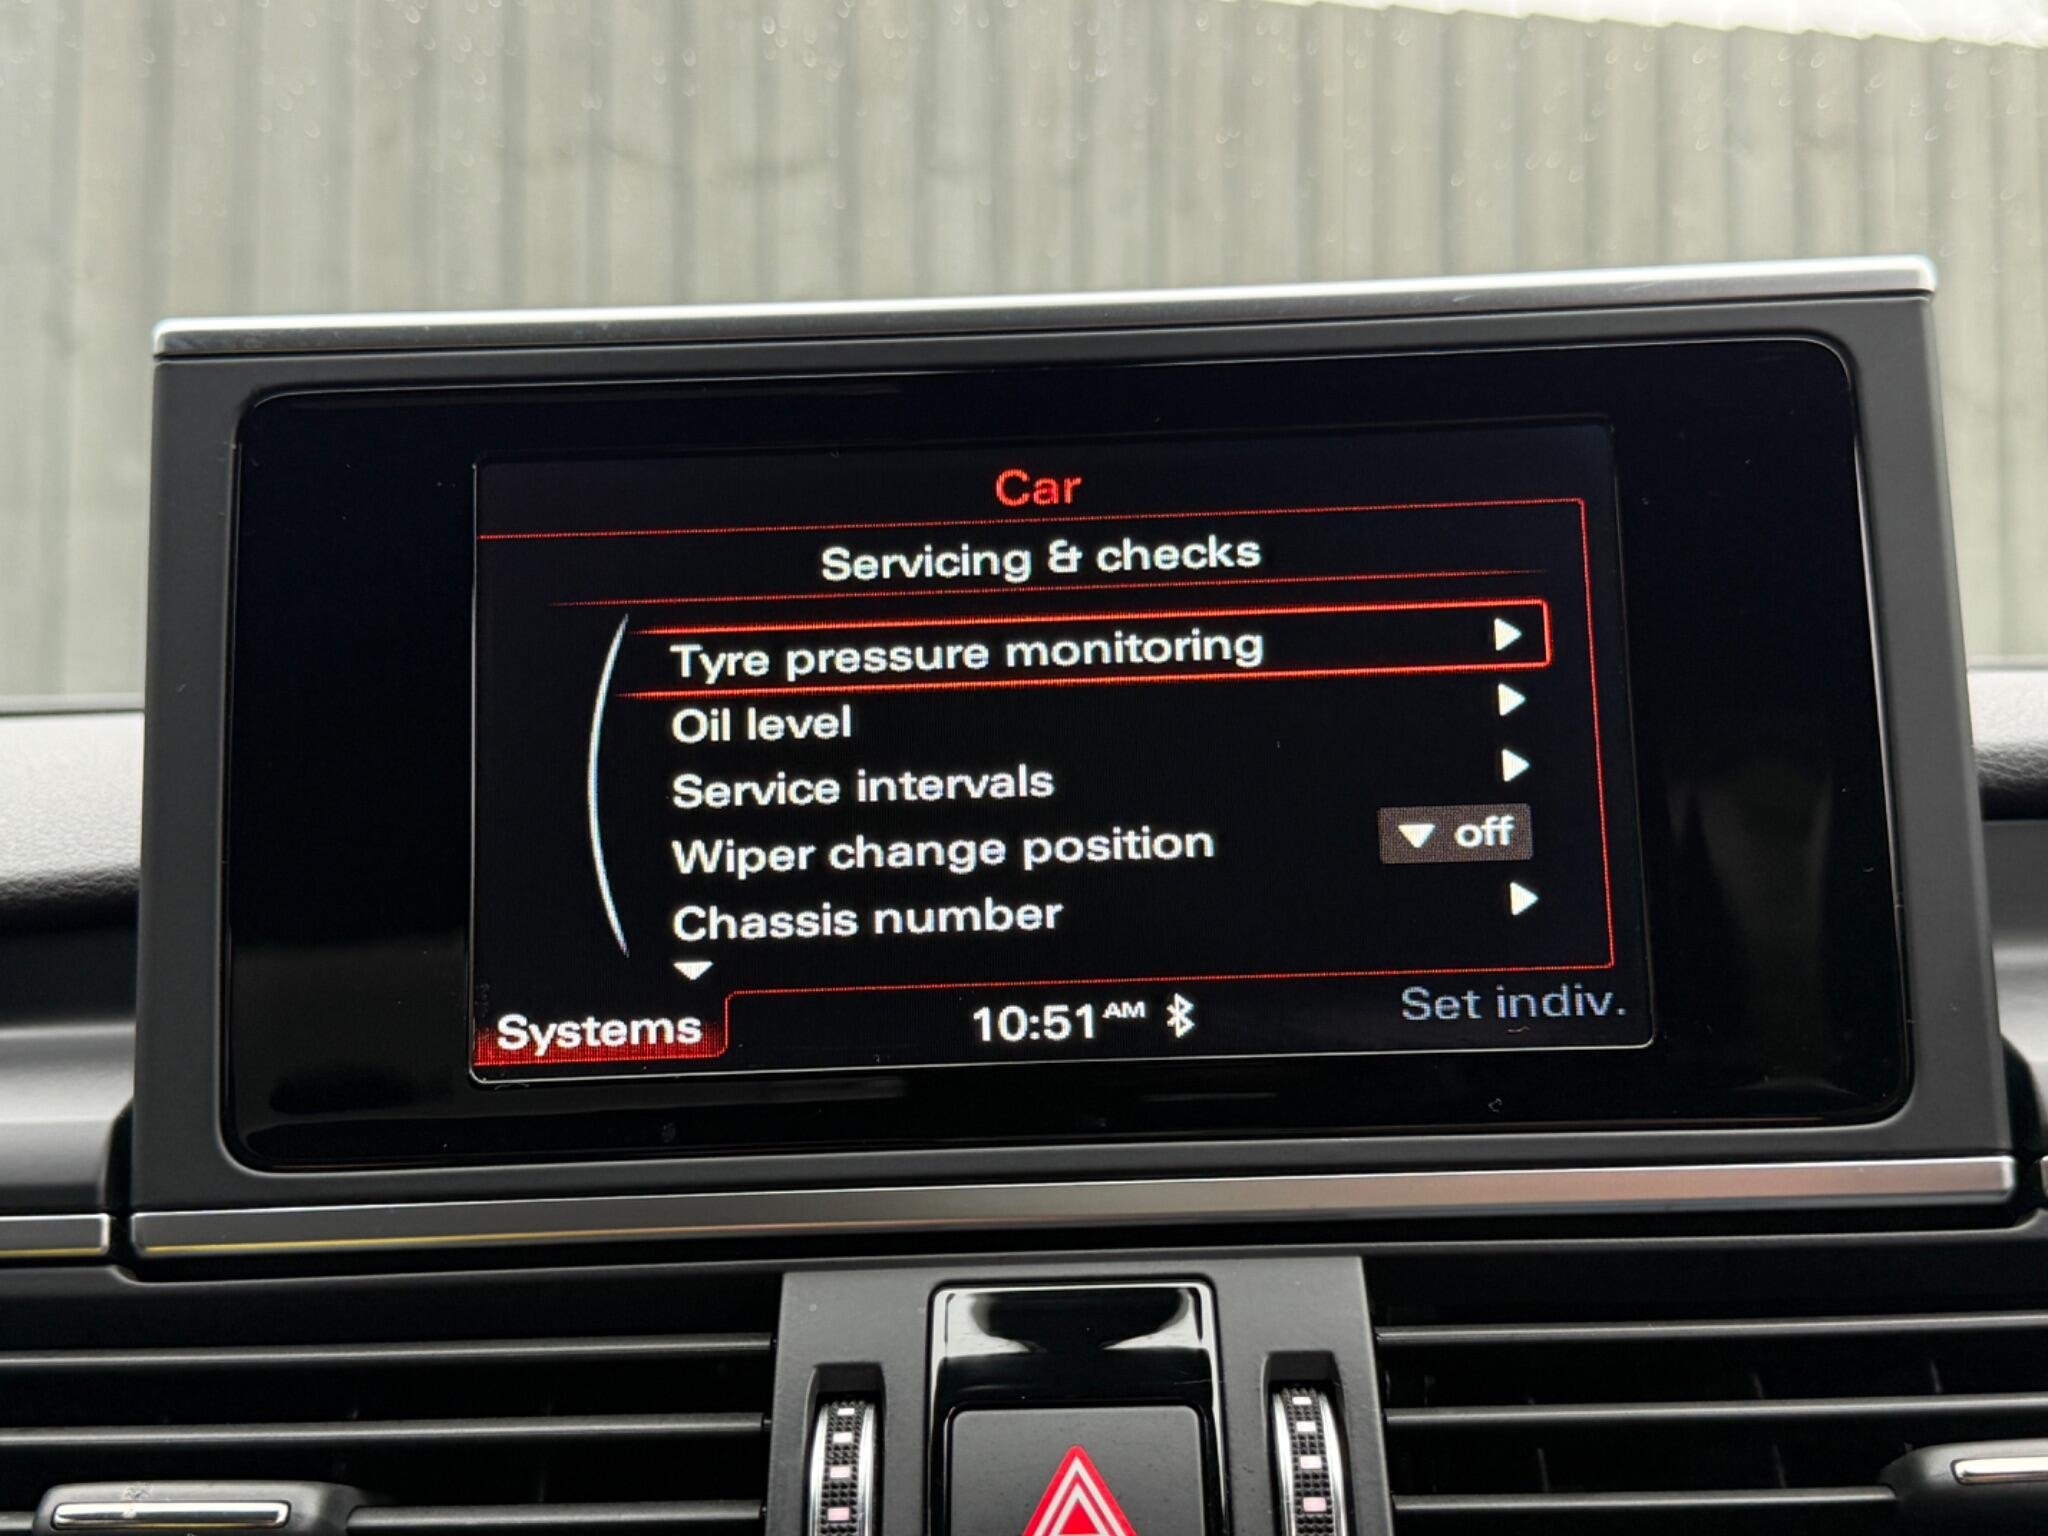 Car
Servicing & checks
Tyre pressure monitoring
Oil level
Service intervals
Wiper change position off
Chassis number
Systems 10:51 AM Set indiv.